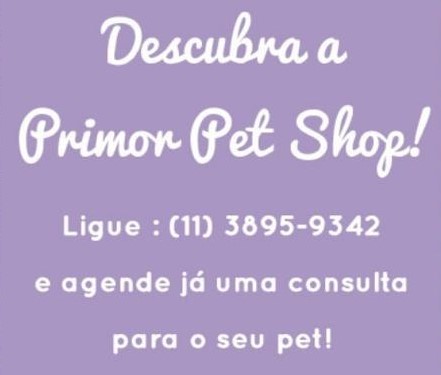 Descubra a
Primor Pet Shop!
Ligue : (11) 3895-9342
e agende já uma consulta
para o seu pet!